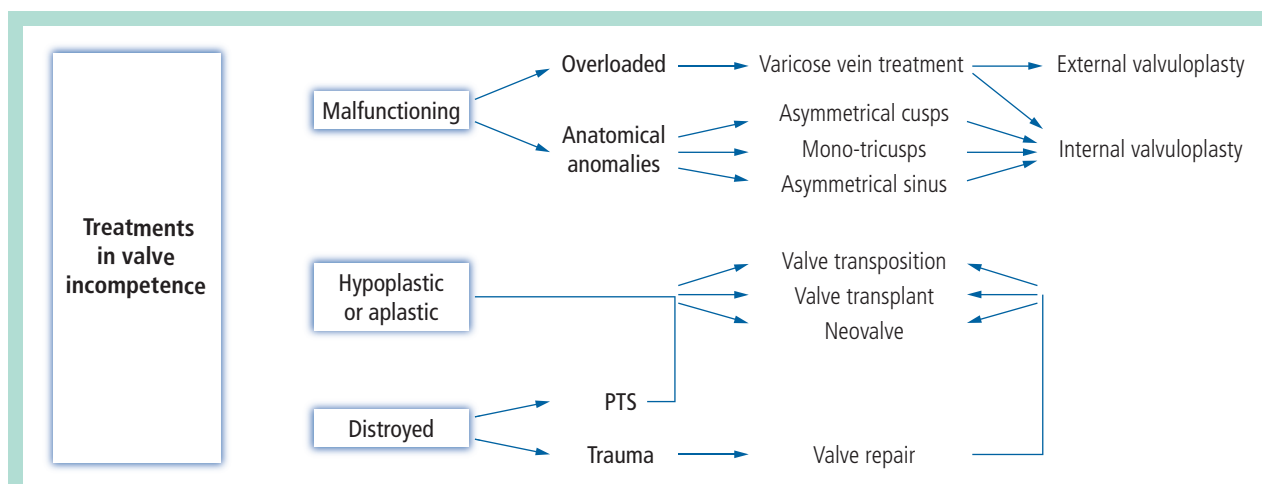 Treatments
in valve
incompetence
Malfunctioning
Overloaded
Varicose vein treatment
External valvuloplasty
Anatomical
anomalies
Asymmetrical cusps
Mono-tricusps
Asymmetrical sinus
Internal valvuloplasty
Hypoplastic
or aplastic
Valve transposition
Valve transplant
Neovalve
Distroyed
PTS
Trauma
Valve repair